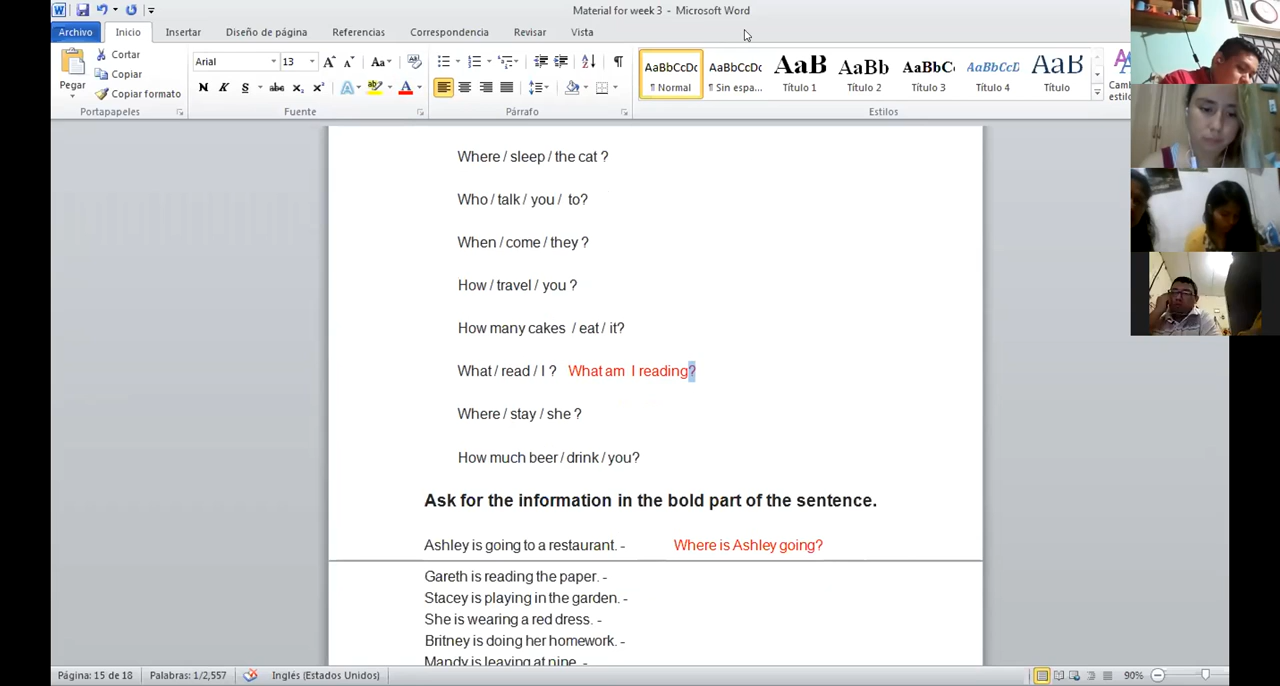 Material for week 3 - Microsoft Word
Archivo Inicio Insertar Diseño de página Referencias Correspondencia Revisar Vista
Pegar
Cortar
Copiar
Copiar formato
Portapapeles
Arial 13
Fuente
Párrafo
AaBbCcDc AaBbCcDc AaB AaBb AaBbC AaBbCcD AaB
¶ Normal ¶ Sin espa... Título 1 Título 2 Título 3 Título 4 Título
Estilos
Where / sleep / the cat ?
Who / talk / you / to?
When / come / they ?
How / travel / you ?
How many cakes / eat / it?
What / read / I ? What am I reading?
Where / stay / she ?
How much beer / drink / you?
Ask for the information in the bold part of the sentence.
Ashley is going to a restaurant. - Where is Ashley going?
Gareth is reading the paper. -
Stacey is playing in the garden. -
She is wearing a red dress. -
Britney is doing her homework. -
Mandy is leaving at nine. -
Página: 15 de 18 Palabras: 1/2,557 Inglés (Estados Unidos) 90%